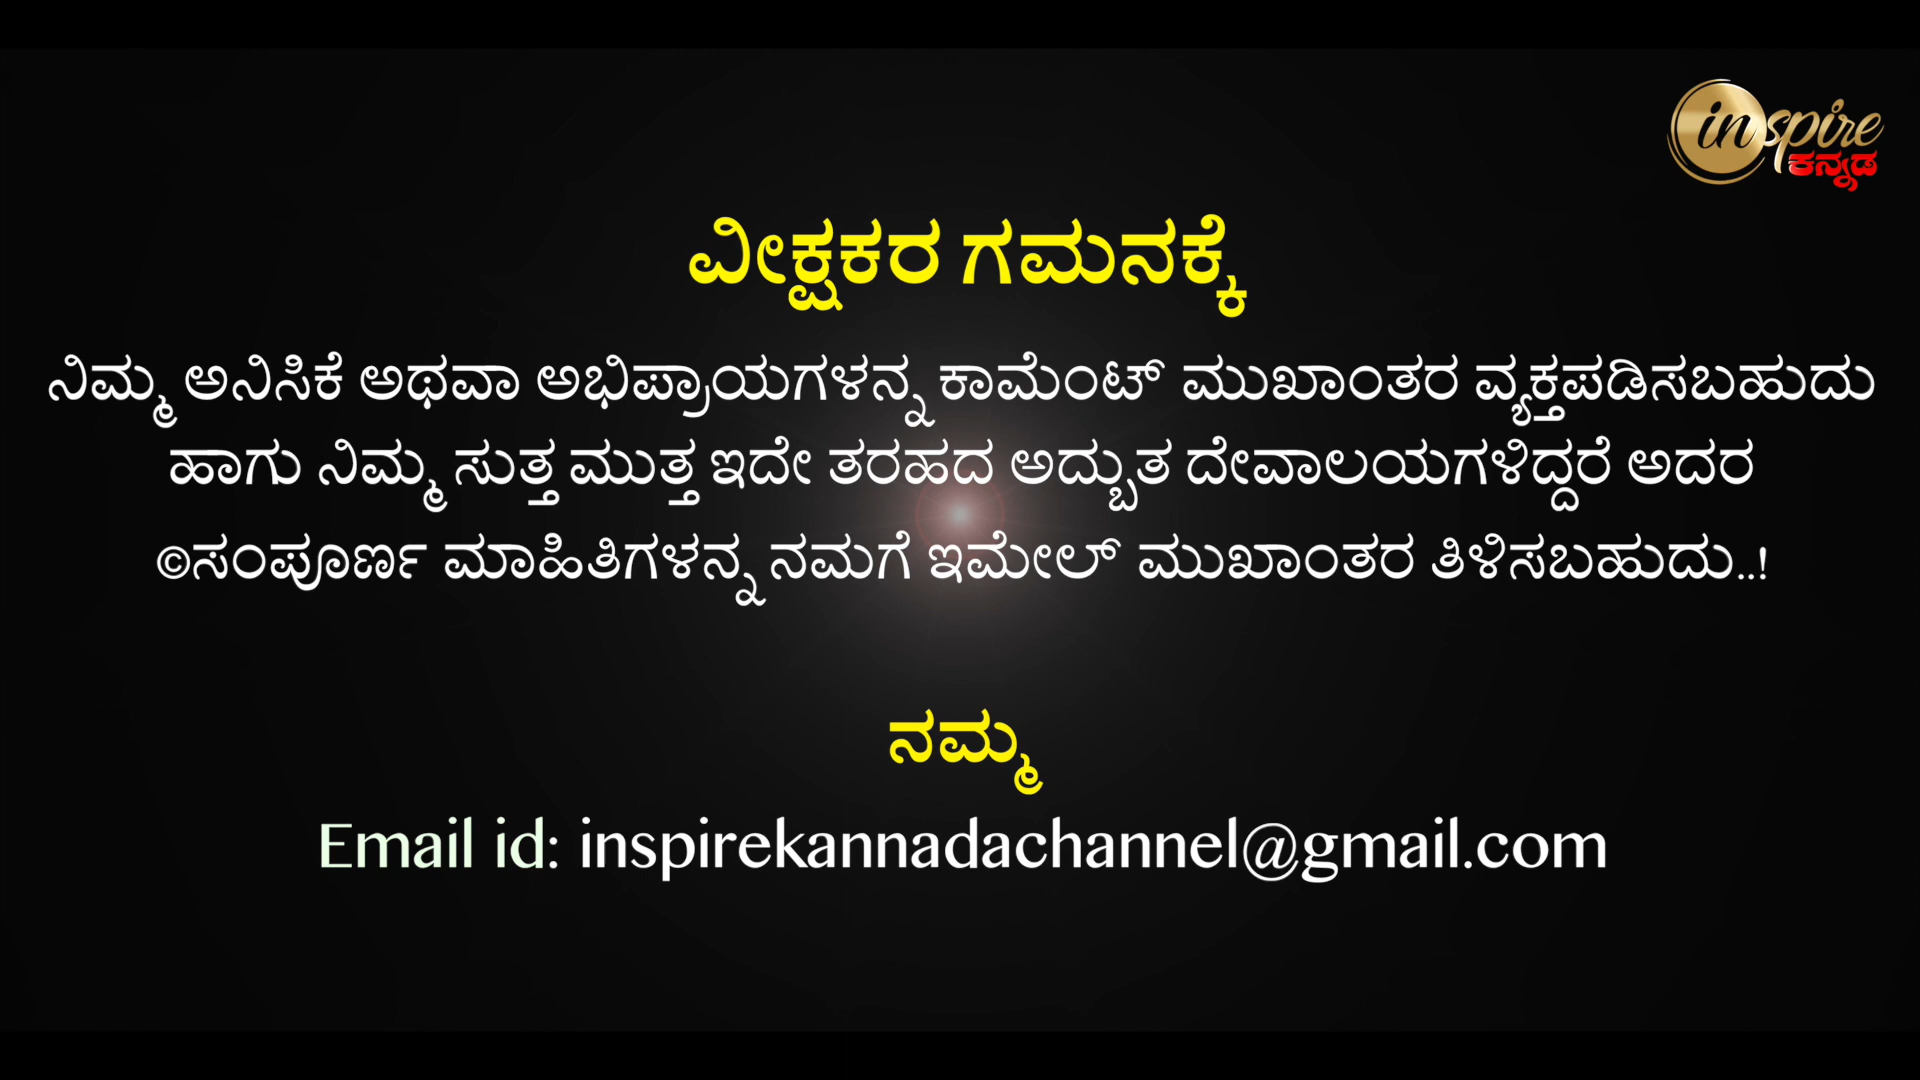 inspire
ಕನ್ನಡ
ವೀಕ್ಷಕರ ಗಮನಕ್ಕೆ
ನಿಮ್ಮ ಅನಿಸಿಕೆ ಅಥವಾ ಅಭಿಪ್ರಾಯಗಳನ್ನ ಕಾಮೆಂಟ್ ಮುಖಾಂತರ ವ್ಯಕ್ತಪಡಿಸಬಹುದು
ಹಾಗು ನಿಮ್ಮ ಸುತ್ತ ಮುತ್ತ ಇದೇ ತರಹದ ಅದ್ಬುತ ದೇವಾಲಯಗಳಿದ್ದರೆ ಅದರ
©ಸಂಪೂರ್ಣ ಮಾಹಿತಿಗಳನ್ನ ನಮಗೆ ಇಮೇಲ್ ಮುಖಾಂತರ ತಿಳಿಸಬಹುದು..!
ನಮ್ಮ
Email id: inspirekannadachannel@gmail.com